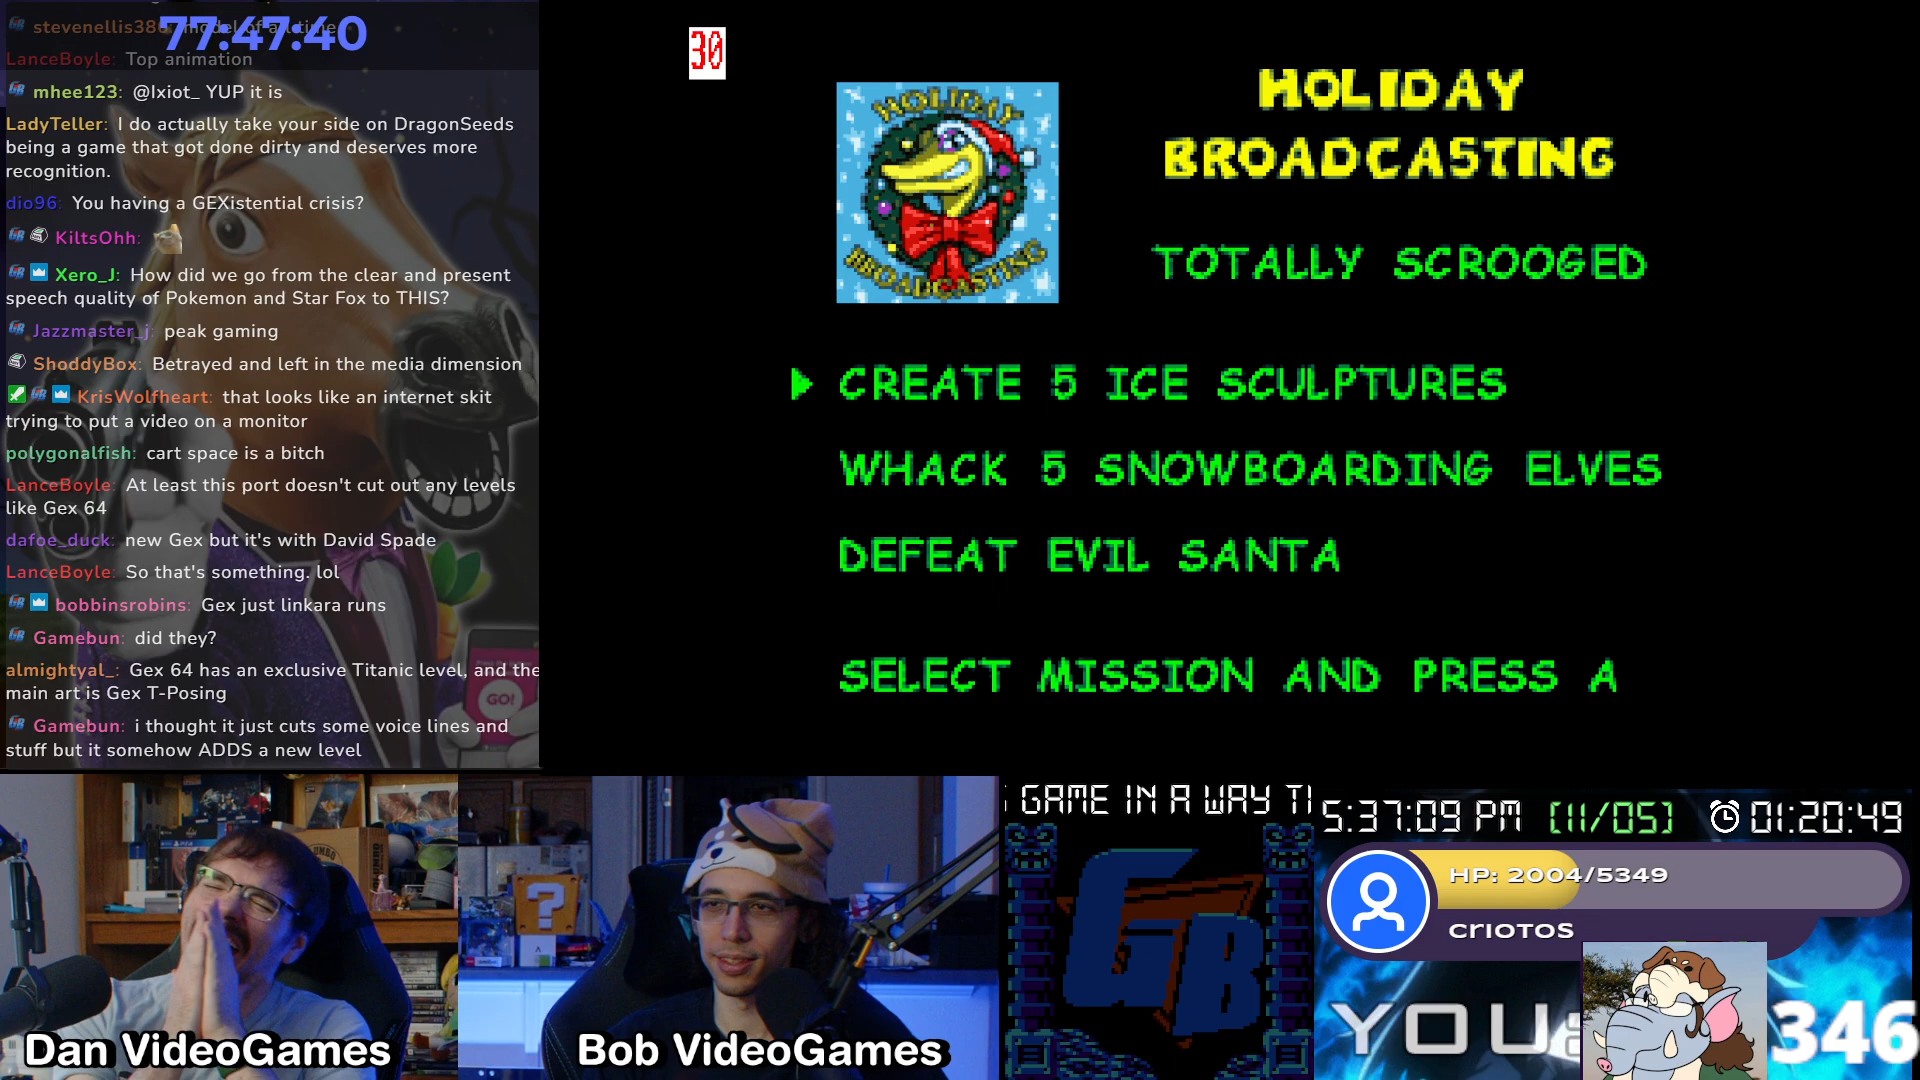 stevenellis380: model of all time
77:47:40
LanceBoyle: Top animation
mhee123: @Ixiot_ YUP it is
LadyTeller: I do actually take your side on DragonSeeds
being a game that got done dirty and deserves more
recognition.
dio96: You having a GEXistential crisis?
KiltsOhh:
Xero_J: How did we go from the clear and present
speech quality of Pokemon and Star Fox to THIS?
Jazzmaster_j: peak gaming
ShoddyBox: Betrayed and left in the media dimension
KrisWolfheart: that looks like an internet skit
trying to put a video on a monitor
polygonalfish: cart space is a bitch
LanceBoyle: At least this port doesn't cut out any levels
like Gex 64
dafoe_duck: new Gex but it's with David Spade
LanceBoyle: So that's something. lol
bobbinsrobins: Gex just linkara runs
Gamebun: did they?
almightyal_: Gex 64 has an exclusive Titanic level, and the
main art is Gex T-Posing
Gamebun: i thought it just cuts some voice lines and
stuff but it somehow ADDS a new level
GO!
30
HOLIDAY
BROADCASTING
HOLIDAY
BROADCASTING
TOTALLY SCROOGED
CREATE 5 ICE SCULPTURES
WHACK 5 SNOWBOARDING ELVES
DEFEAT EVIL SANTA
SELECT MISSION AND PRESS A
Dan VideoGames
?
Bob VideoGames
GAME IN A WAY
GB
5:37:09 PM [11/05] 01:20:49
HP: 2004/5349
criotos
YOU
346